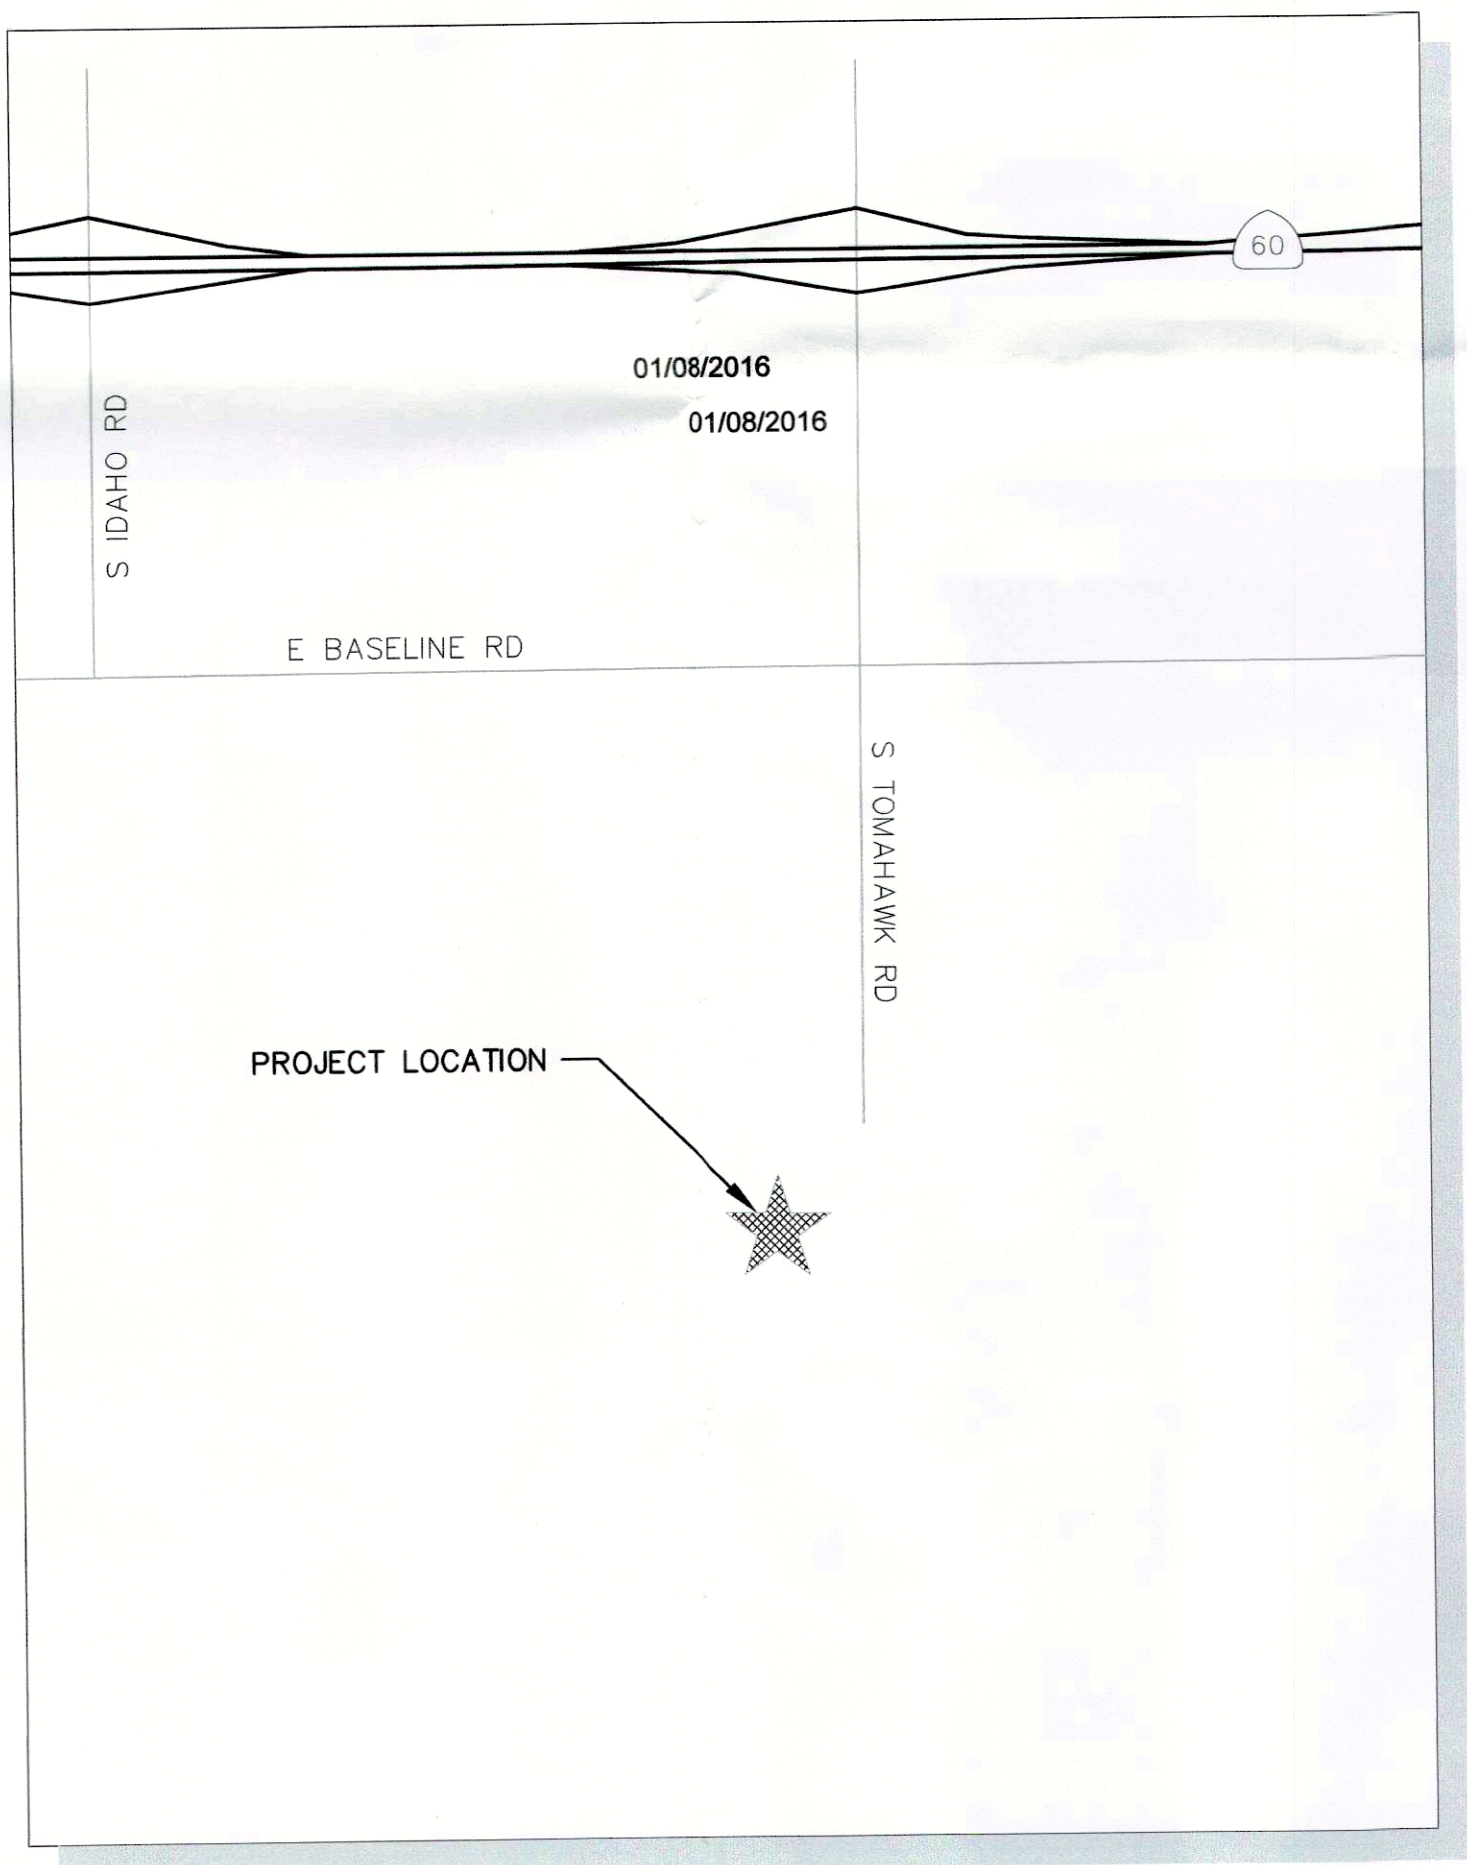 60
01/08/2016
01/08/2016
S IDAHO RD
E BASELINE RD
S TOMAHAWK RD
PROJECT LOCATION